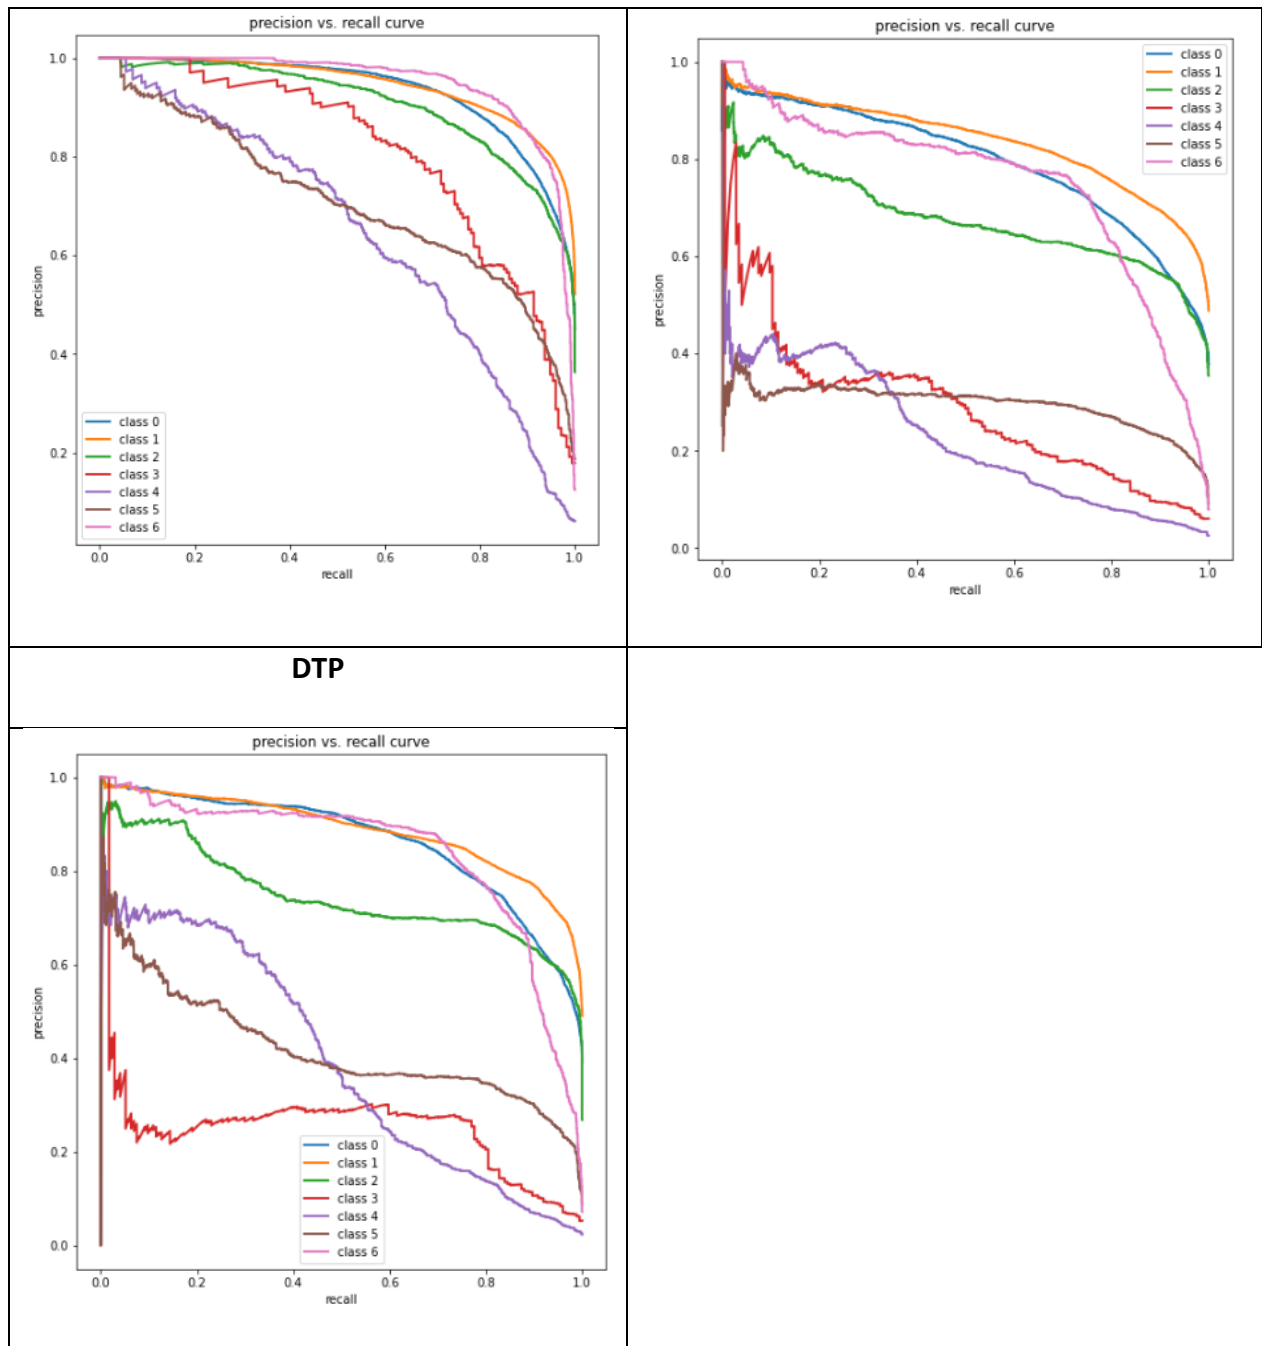 precision vs. recall curve
1.0
0.8
0.6
0.4
0.2
precision
class 0
class 1
class 2
class 3
class 4
class 5
class 6
0.0 0.2 0.4 0.6 0.8 1.0
recall
precision vs. recall curve
1.0
0.8
0.6
0.4
0.2
0.0
precision
class 0
class 1
class 2
class 3
class 4
class 5
class 6
0.0 0.2 0.4 0.6 0.8 1.0
recall
DTP
precision vs. recall curve
1.0
0.8
0.6
0.4
0.2
0.0
precision
class 0
class 1
class 2
class 3
class 4
class 5
class 6
0.0 0.2 0.4 0.6 0.8 1.0
recall